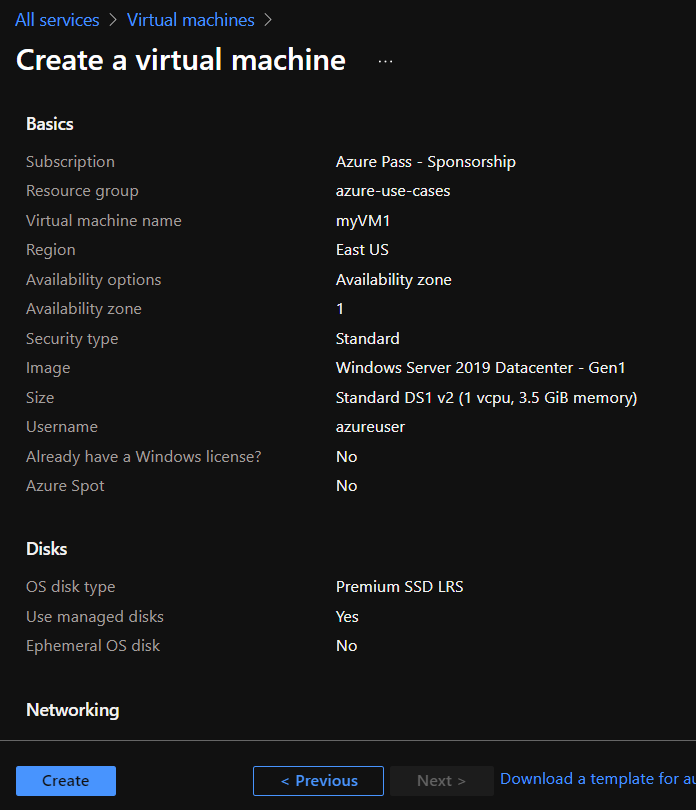 All services > Virtual machines >
Create a virtual machine ...
Basics
Subscription Azure Pass - Sponsorship
Resource group azure-use-cases
Virtual machine name myVM1
Region East US
Availability options Availability zone
Availability zone 1
Security type Standard
Image Windows Server 2019 Datacenter - Gen1
Size Standard DS1 v2 (1 vcpu, 3.5 GiB memory)
Username azureuser
Already have a Windows license? No
Azure Spot No
Disks
OS disk type Premium SSD LRS
Use managed disks Yes
Ephemeral OS disk No
Networking
Create < Previous Next > Download a template for